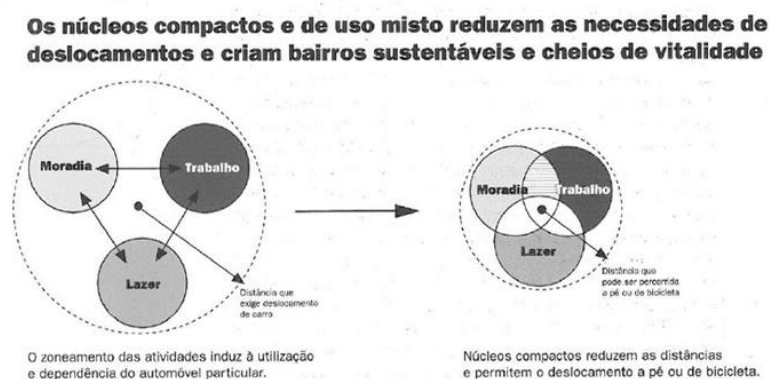 Os núcleos compactos e de uso misto reduzem as necessidades de
deslocamentos e criam bairros sustentáveis e cheios de vitalidade
Moradia
Trabalho
Lazer
Distância que
exige deslocamento
de carro
Moradia
Trabalho
Lazer
Distância que
pode ser percorrida
a pé ou de bicicleta
O zoneamento das atividades induz à utilização
e dependência do automóvel particular.
Núcleos compactos reduzem as distâncias
e permitem o deslocamento a pé ou de bicicleta.